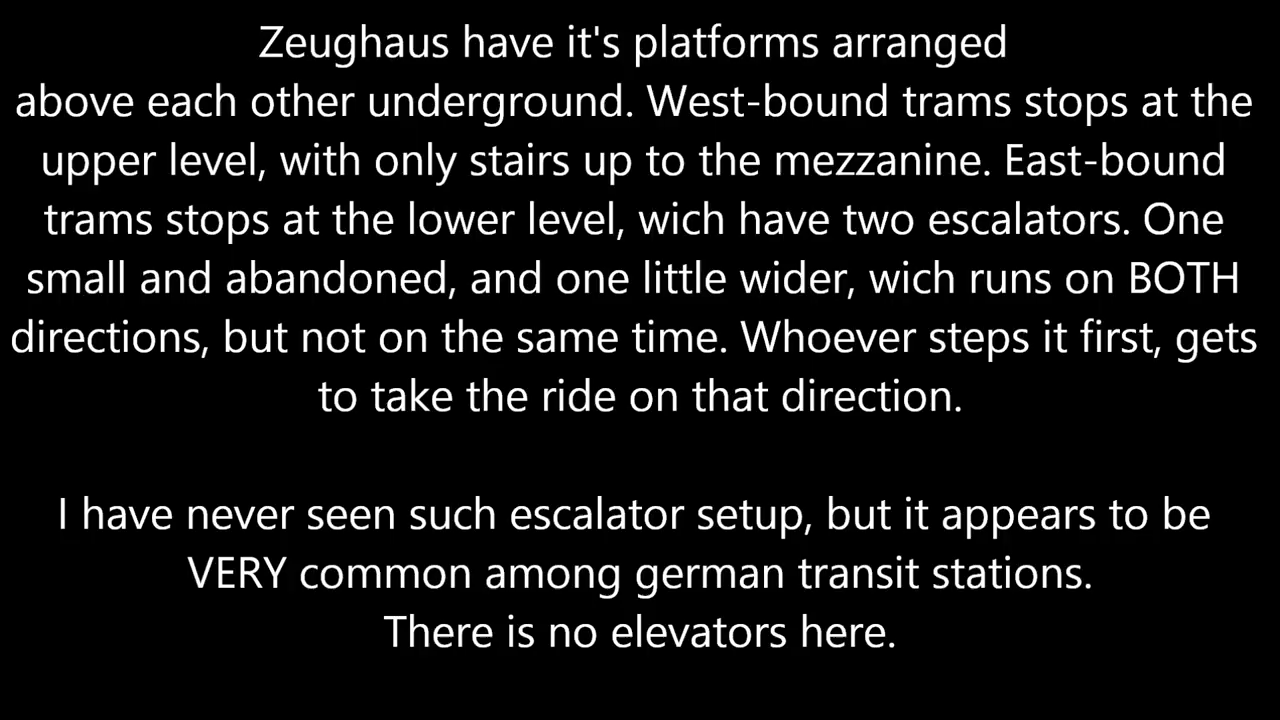 Zeughaus have it's platforms arranged
above each other underground. West-bound trams stops at the
upper level, with only stairs up to the mezzanine. East-bound
trams stops at the lower level, wich have two escalators. One
small and abandoned, and one little wider, wich runs on BOTH
directions, but not on the same time. Whoever steps it first, gets
to take the ride on that direction.
I have never seen such escalator setup, but it appears to be
VERY common among german transit stations.
There is no elevators here.